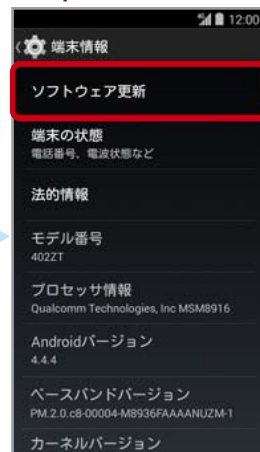 12:00
端末情報
ソフトウェア更新
端末の状態
電話番号、電波状態など
法的情報
モデル番号
402ZT
プロセッサ情報
Qualcomm Technologies, Inc MSM8916
Androidバージョン
4.4.4
ベースバンドバージョン
PM.2.0.c8-00004-M8936FAAAANUZM-1
カーネルバージョン